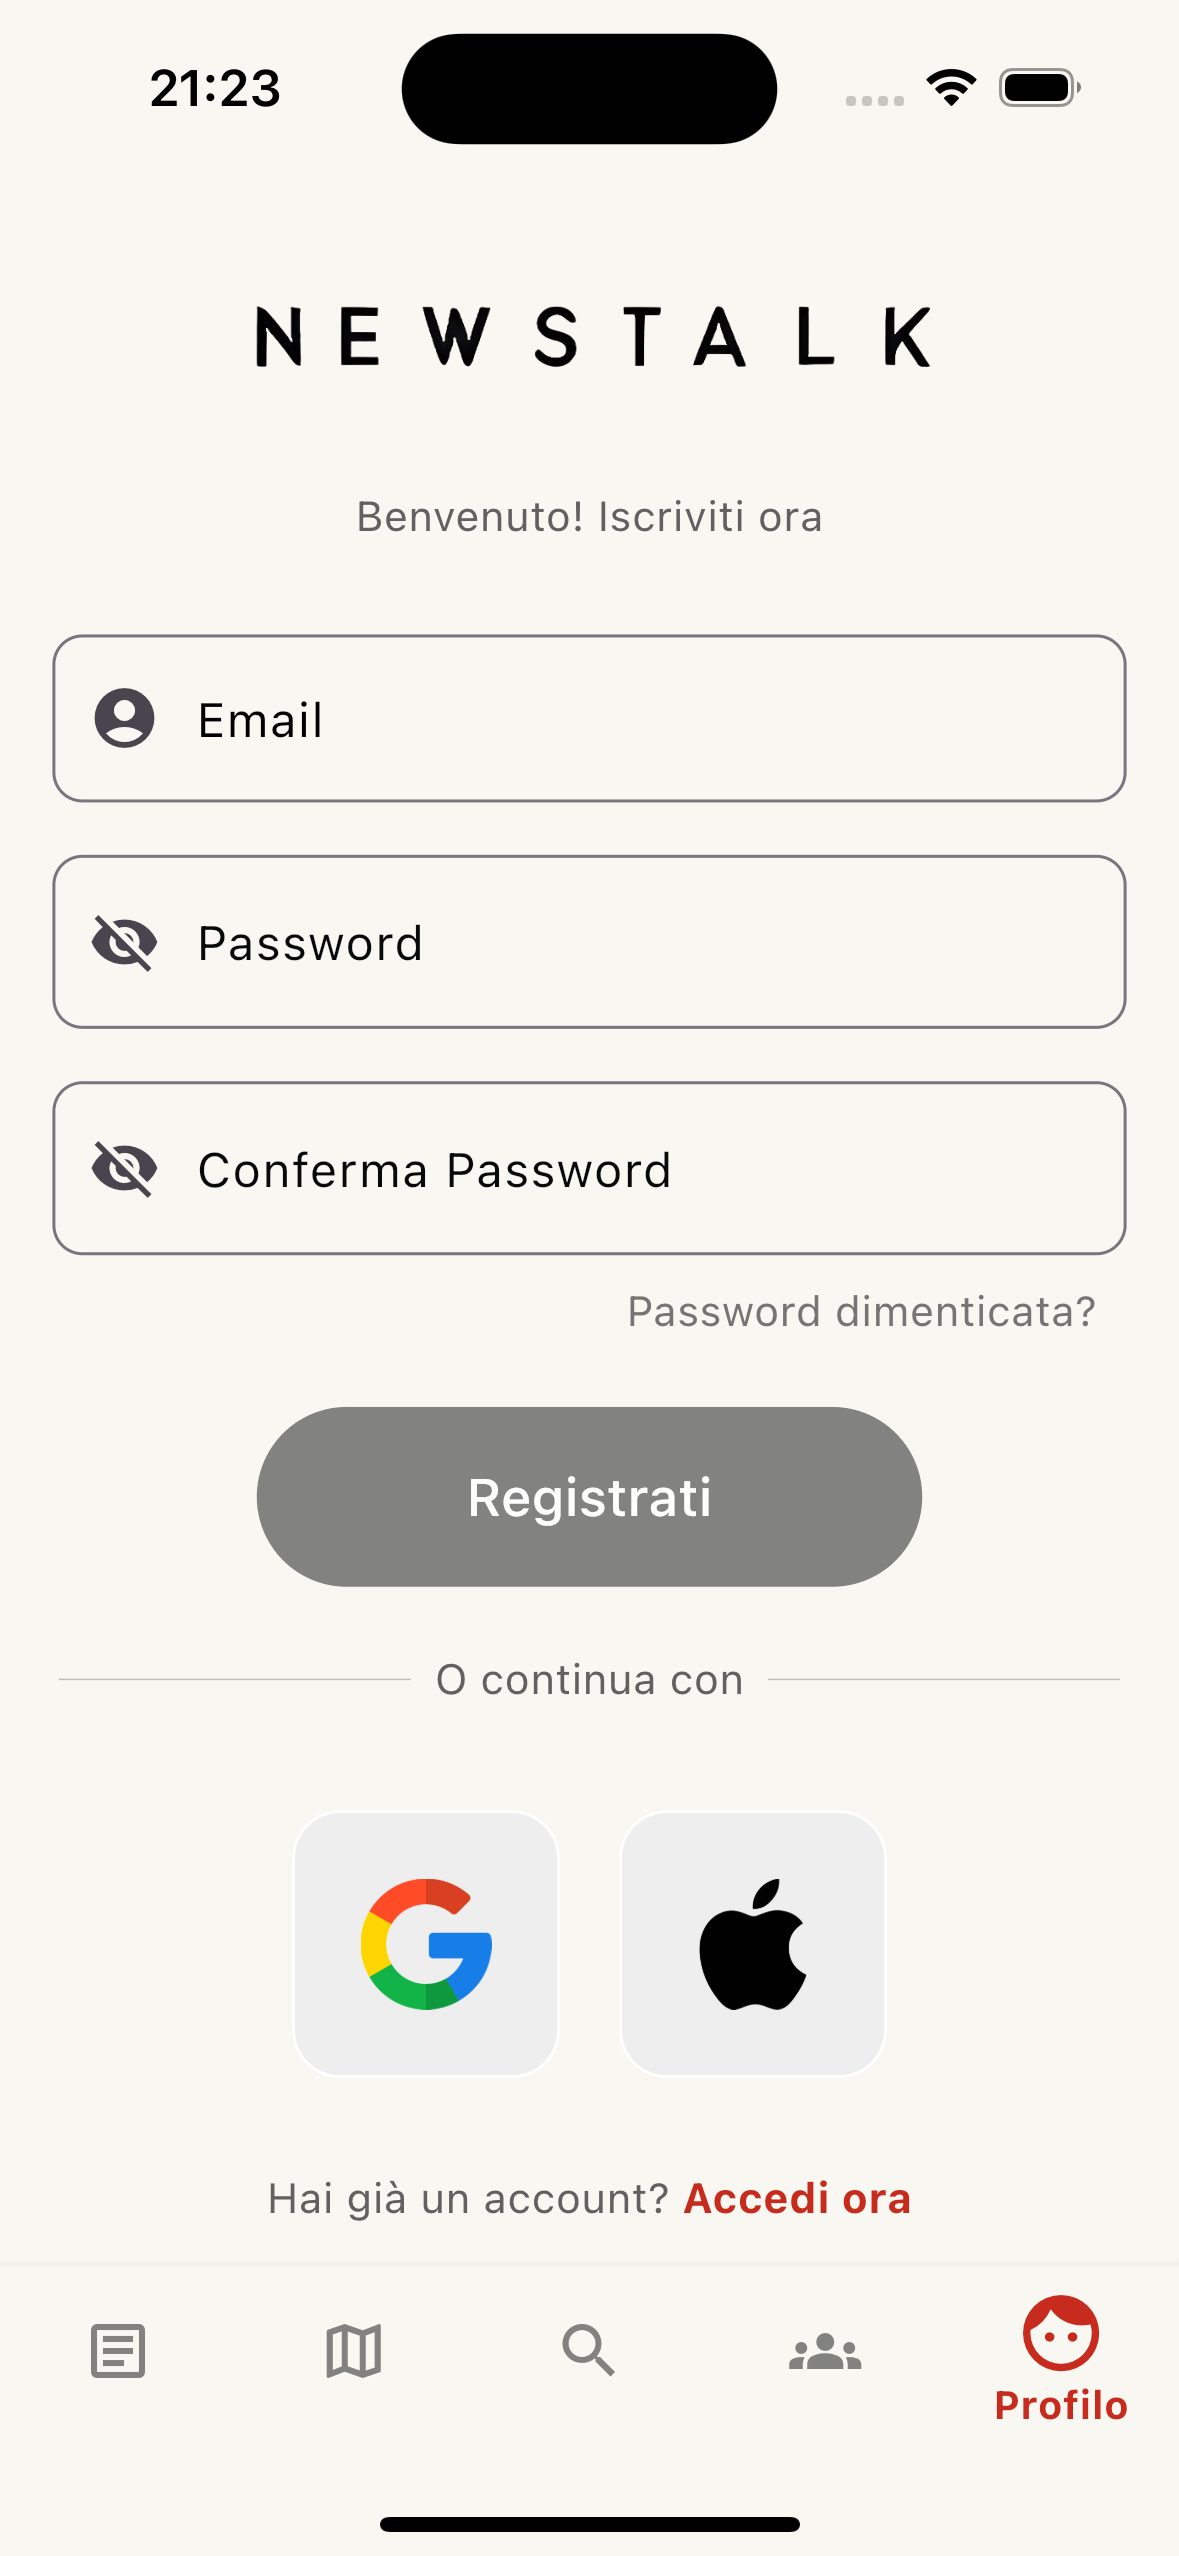 21:23
NEWSTALK
Benvenuto! Iscriviti ora
Email
Password
Conferma Password
Password dimenticata?
Registrati
O continua con
Hai già un account? Accedi ora
Profilo